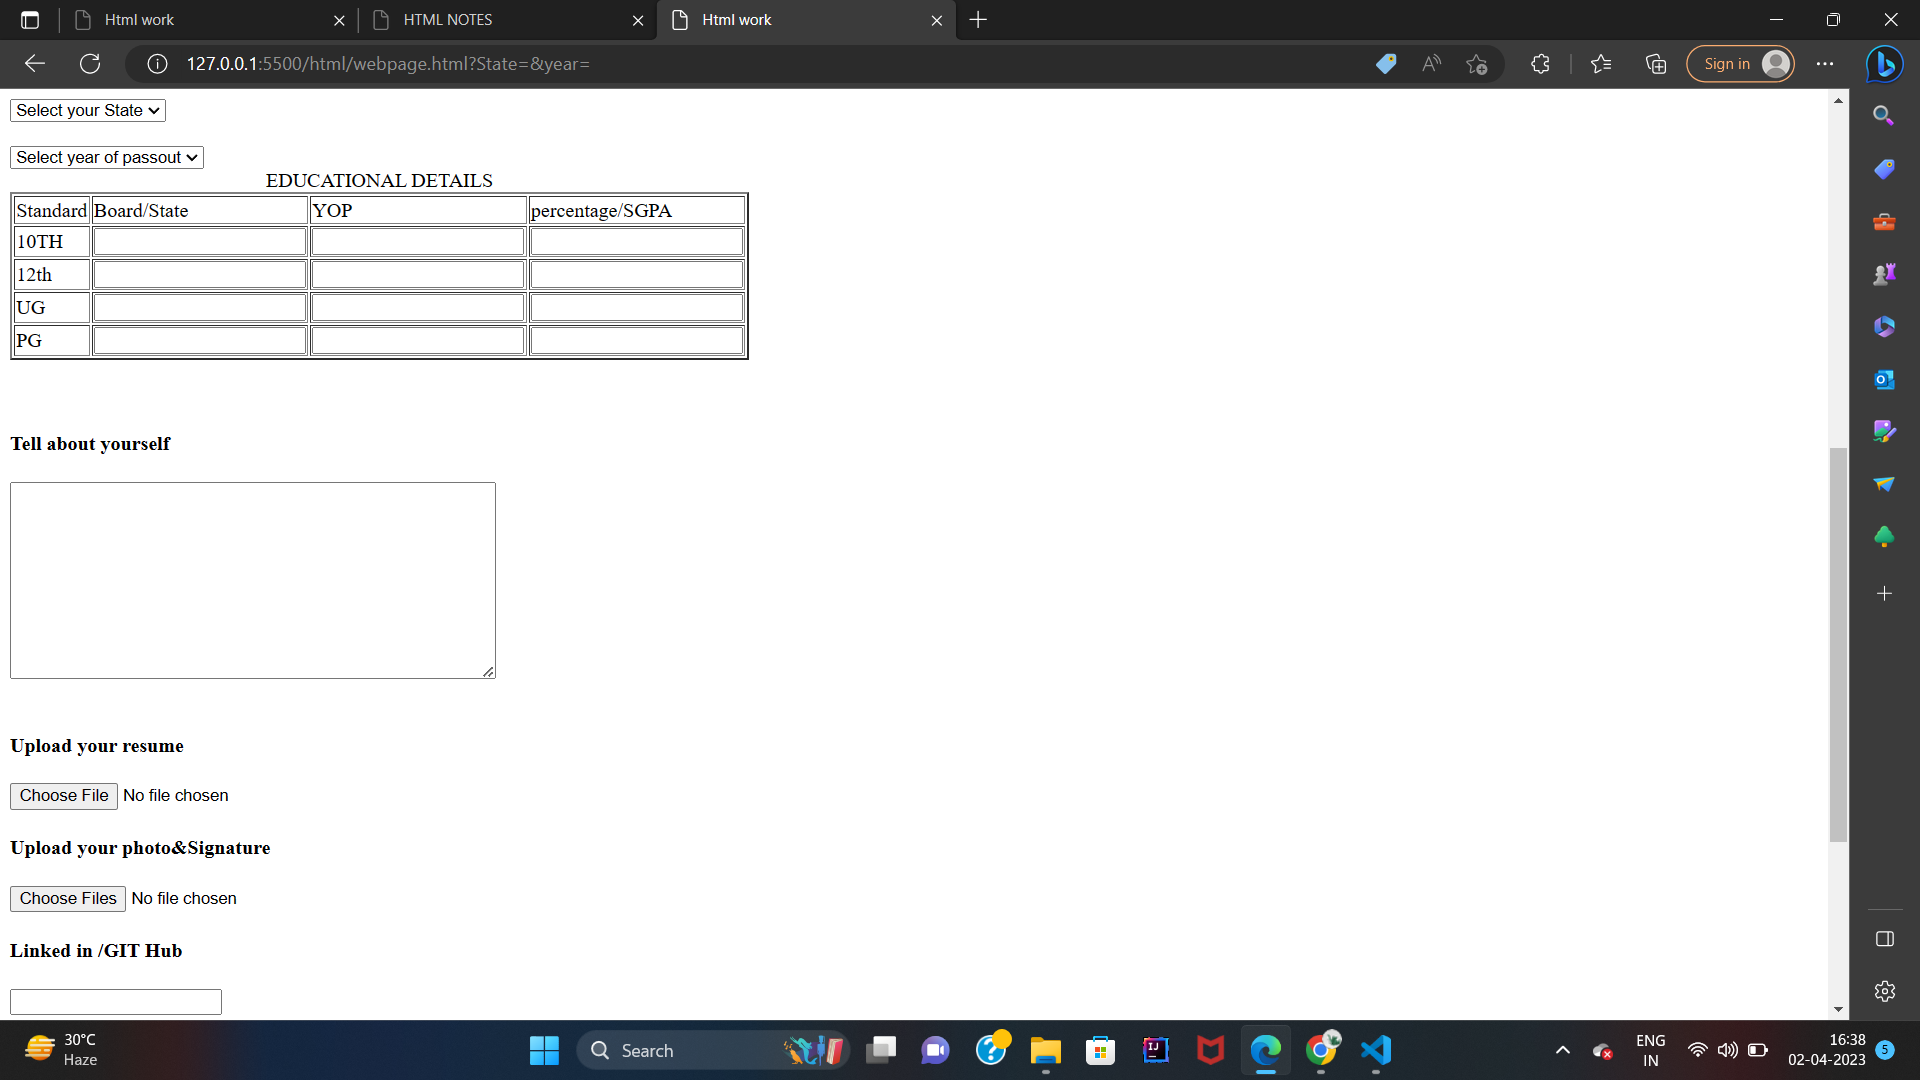 Html work
HTML NOTES
Html work
127.0.0.1:5500/html/webpage.html?State=&year=
Sign in
Select your State
Select year of passout
EDUCATIONAL DETAILS
Standard Board/State YOP percentage/SGPA
10TH
12th
UG
PG
Tell about yourself
Upload your resume
Choose File No file chosen
Upload your photo&Signature
Choose Files No file chosen
Linked in /GIT Hub
30°C
Haze
Search
ENG
IN
16:38
02-04-2023
5